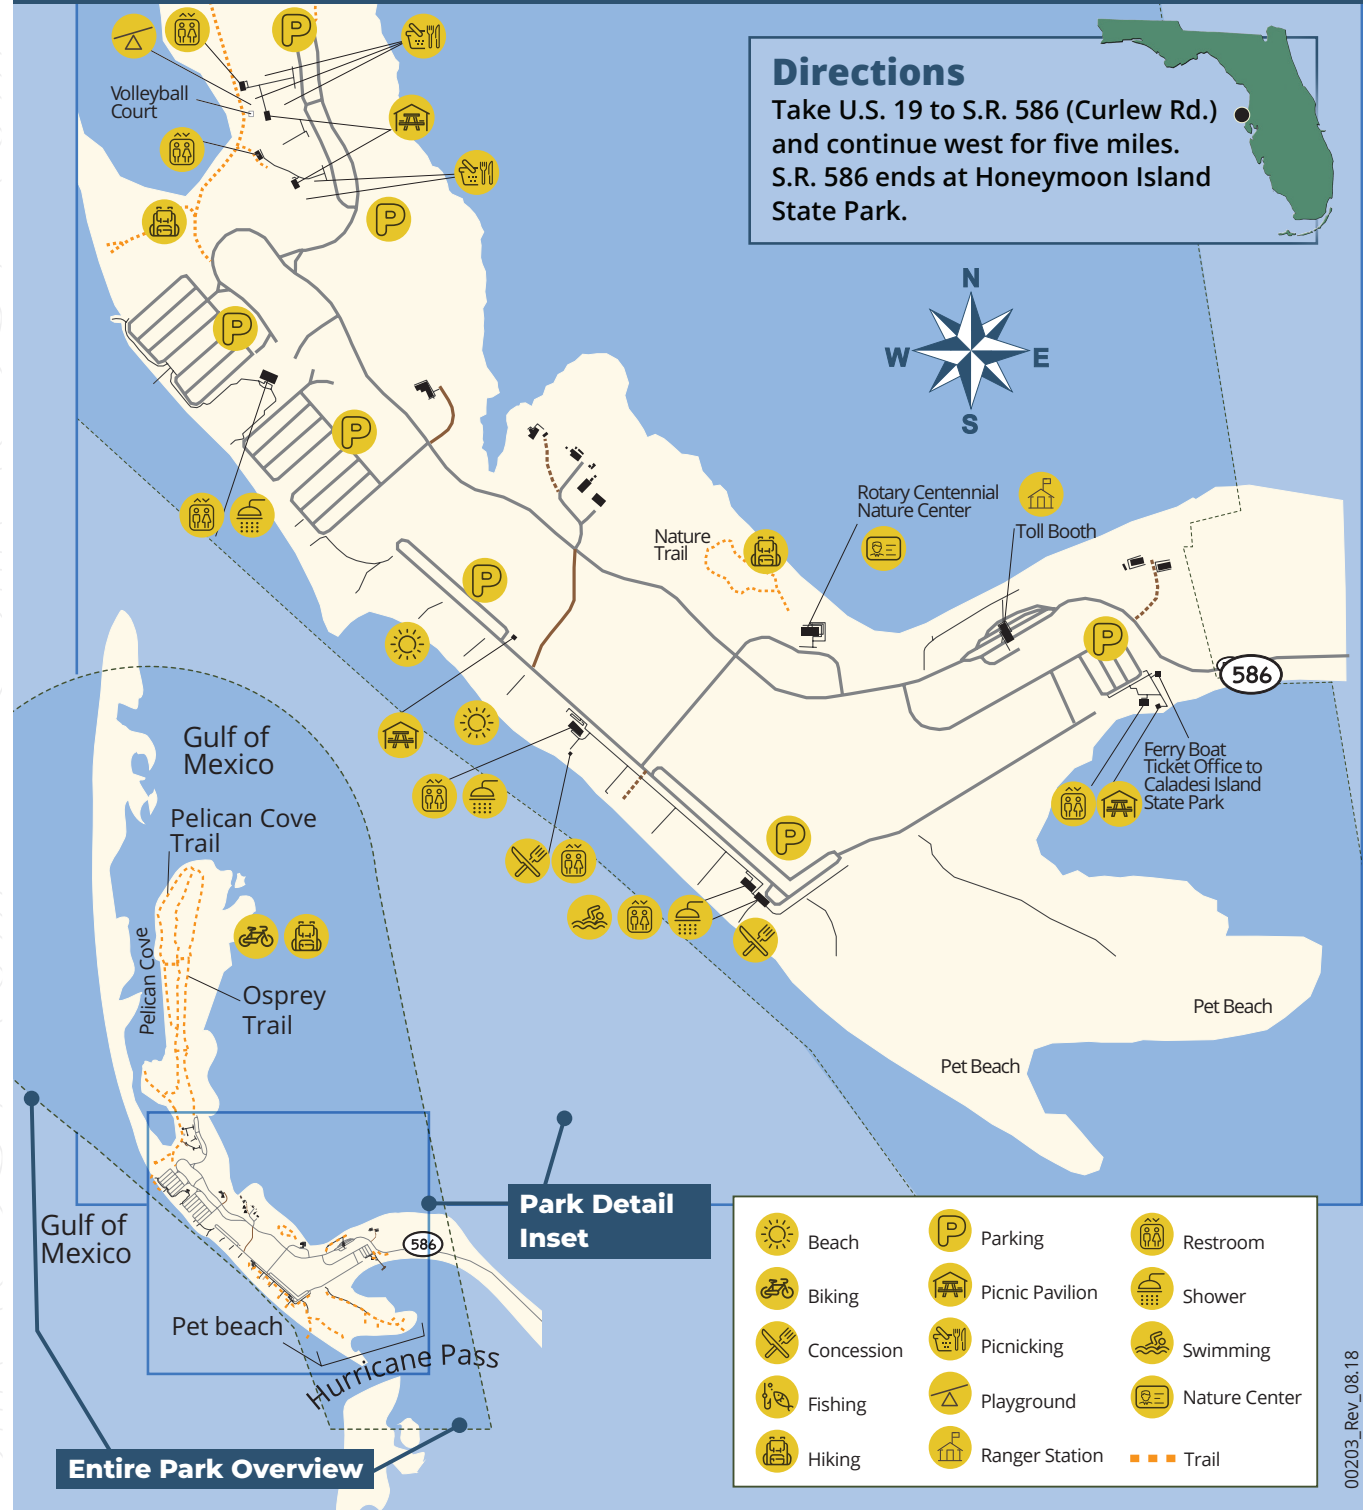 Directions
Take U.S. 19 to S.R. 586 (Curlew Rd.)
and continue west for five miles.
S.R. 586 ends at Honeymoon Island
State Park.
P
Volleyball
Court
P
N
W
E
S
P
P
Rotary Centennial
Nature Center
Toll Booth
Nature
Trail
P
P
586
Gulf of
Mexico
Ferry Boat
Ticket Office to
Caladesi Island
State Park
Pelican Cove
Trail
P
Pelican Cove
Osprey
Trail
Pet Beach
Pet Beach
Park Detail
Inset
Gulf of
Mexico
586
Pet beach
Hurricane Pass
Entire Park Overview
Beach
Biking
Concession
Fishing
Hiking
P
Parking
Picnic Pavilion
Picnicking
Playground
Ranger Station
Restroom
Shower
Swimming
Nature Center
Trail
00203_Rev_08.18